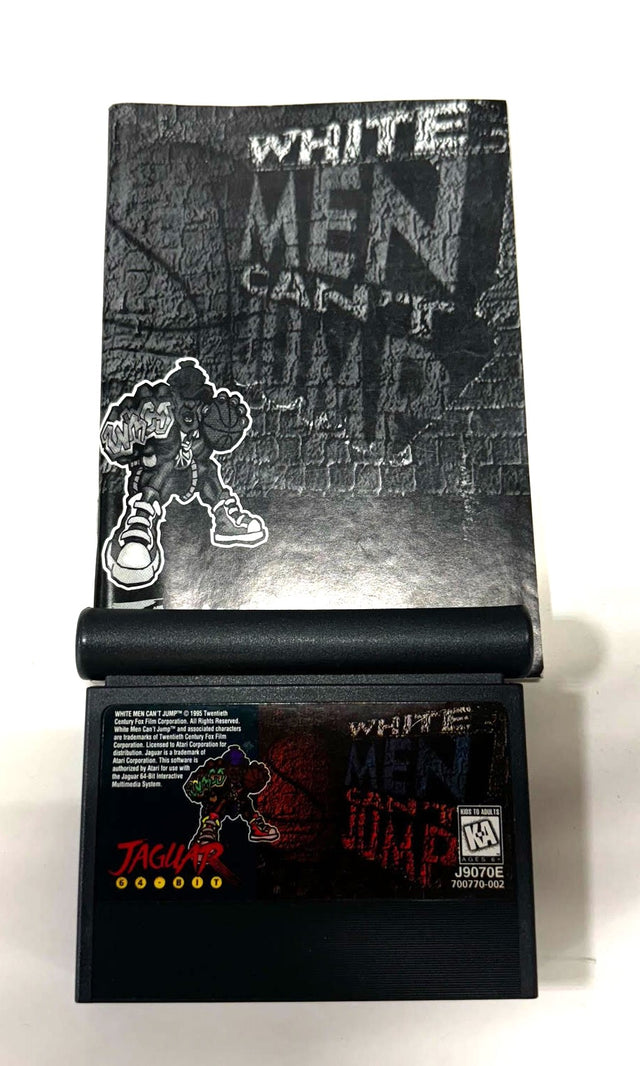 WHITE
MEN
CAN'T
JUMP
WMCJ
WHITE MEN CAN'T JUMP™ © 1995 Twentieth
Century Fox Film Corporation. All Rights Reserved.
White Men Can't Jump™ and associated characters
are trademarks of Twentieth Century Fox Film
Corporation. Licensed to Atari Corporation for
distribution. Jaguar is a trademark of
Atari Corporation. This software is
authorized by Atari for use with
the Jaguar 64-Bit Interactive
Multimedia System.
WMCJ
JAGUAR
64-BIT
WHITE
MEN
CAN'T
JUMP
KIDS TO ADULTS
K-A
AGES 6+
J9070E
700770-002